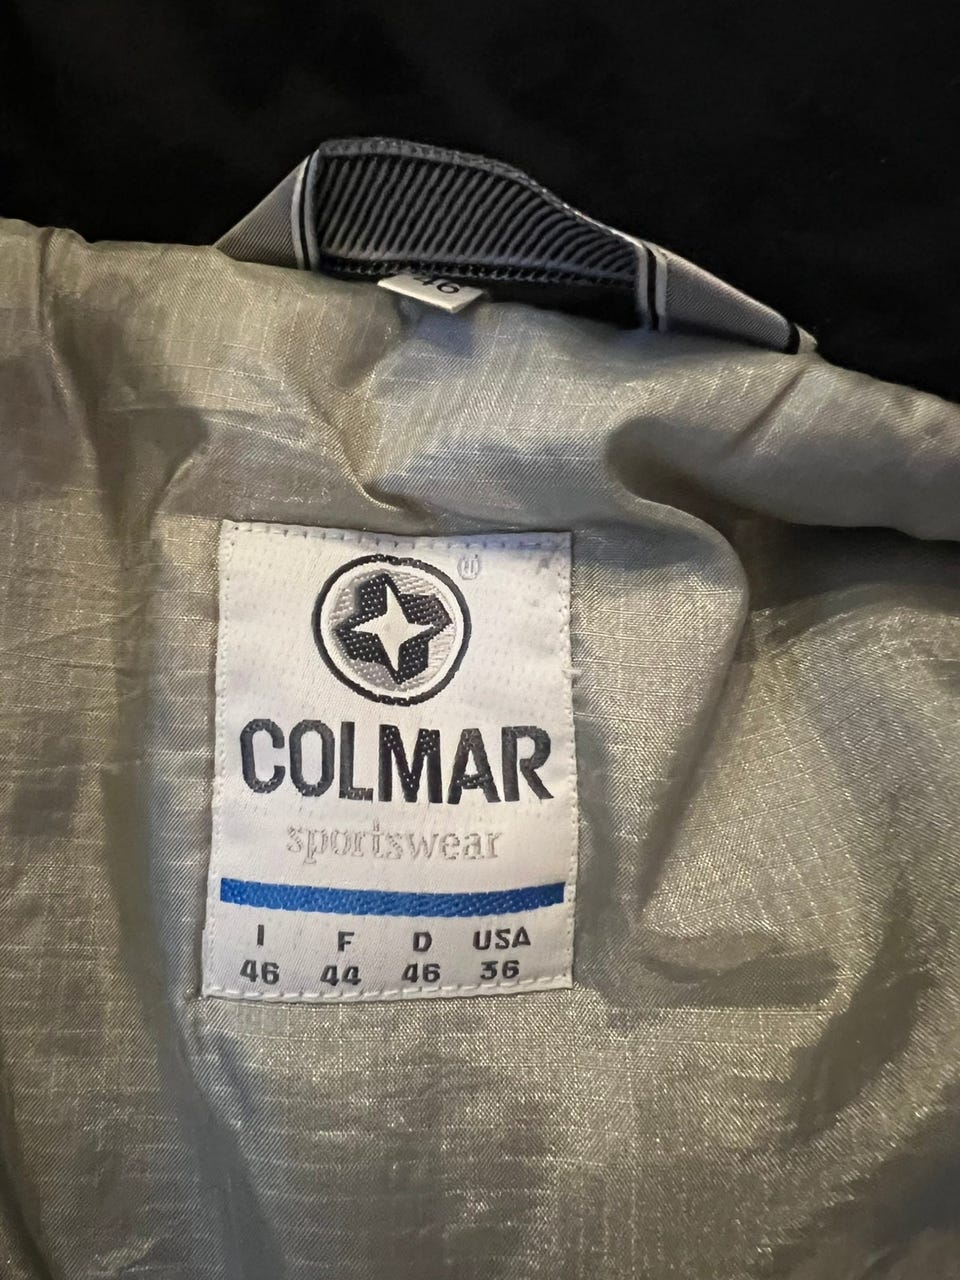 46
®
COLMAR
sportswear
I F D USA
46 44 46 36